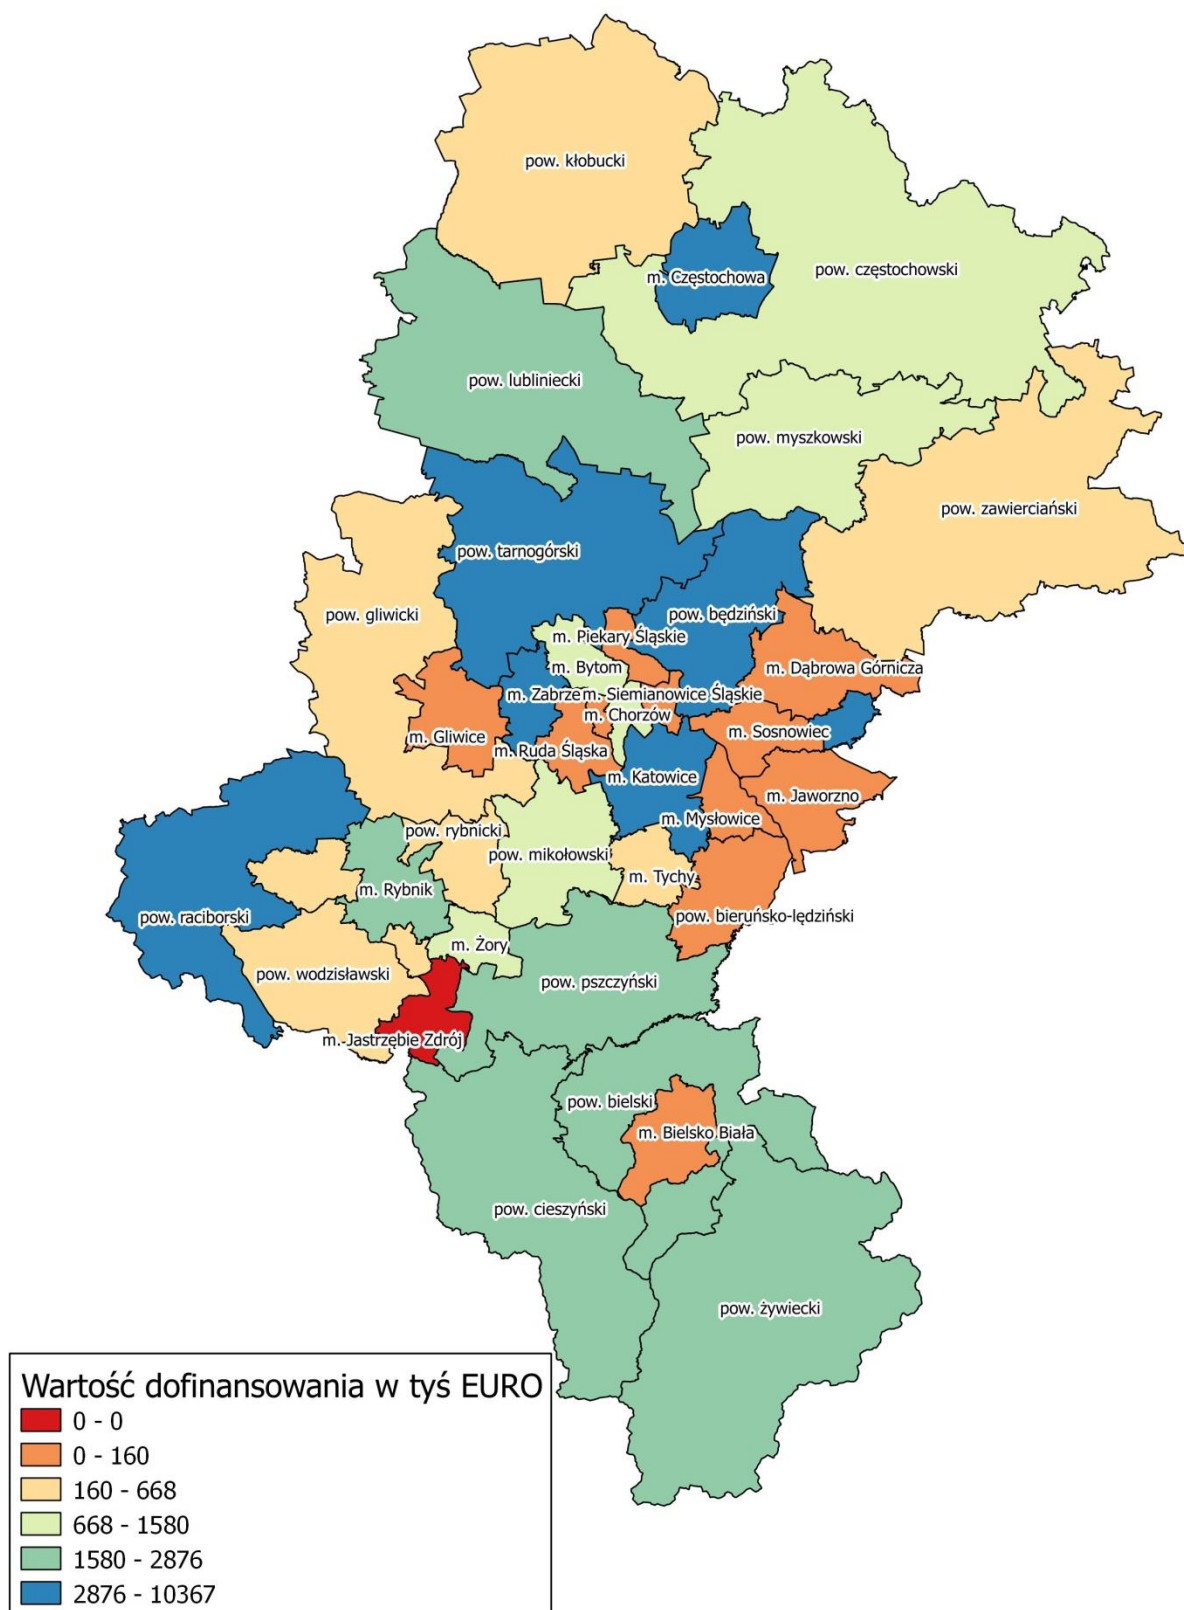 pow. kłobucki
pow. częstochowski
m. Częstochowa
pow. lubliniecki
pow. myszkowski
pow. zawierciański
pow. tarnogórski
pow. gliwicki
pow. będziński
m. Piekary Śląskie
m. Bytom
m. Dąbrowa Górnicza
m. Zabrze
m. Siemianowice Śląskie
m. Chorzów
m. Sosnowiec
m. Gliwice
m. Ruda Śląska
m. Katowice
m. Jaworzno
m. Mysłowice
pow. rybnicki
pow. mikołowski
m. Tychy
m. Rybnik
pow. raciborski
pow. bieruńsko-lędziński
m. Żory
pow. wodzisławski
pow. pszczyński
m. Jastrzębie Zdrój
pow. bielski
m. Bielsko Biała
pow. cieszyński
pow. żywiecki
Wartość dofinansowania w tyś EURO
0 - 0
0 - 160
160 - 668
668 - 1580
1580 - 2876
2876 - 10367